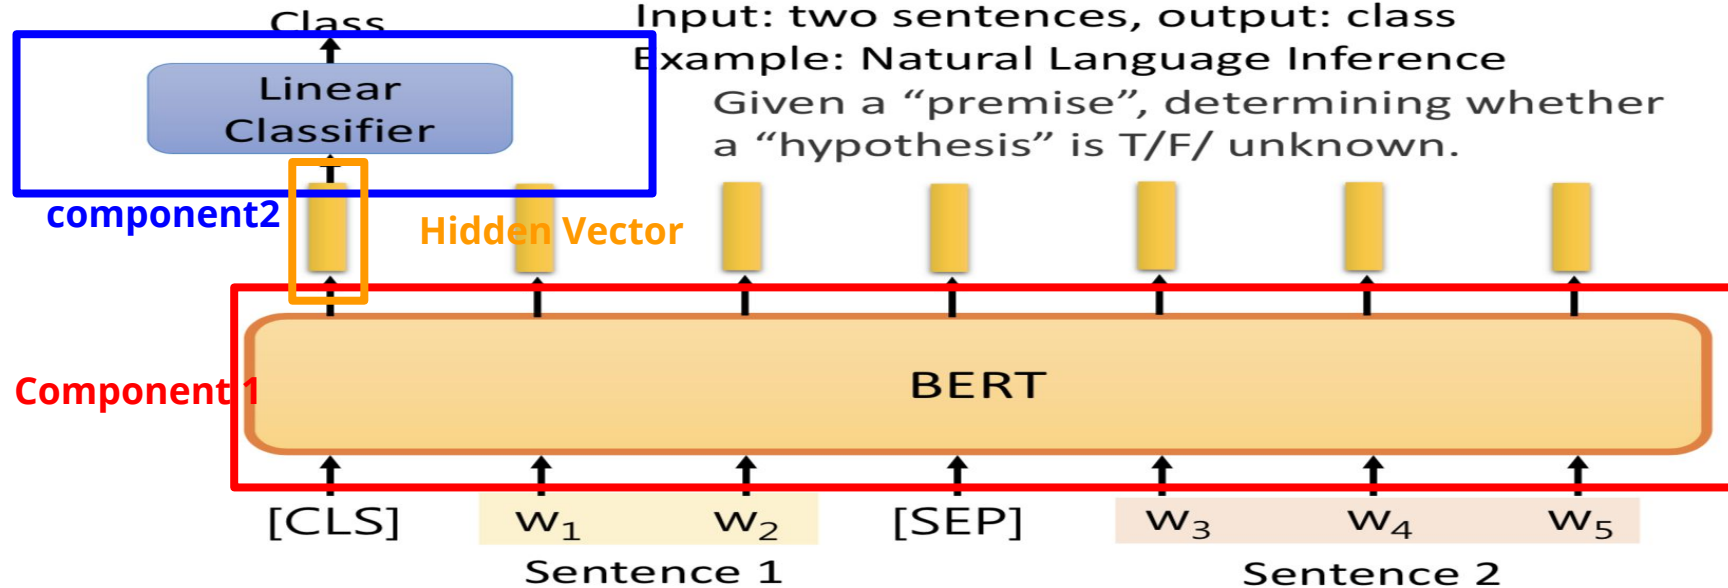 Class
Input: two sentences, output: class
Example: Natural Language Inference
Given a “premise”, determining whether
a “hypothesis” is T/F/ unknown.
Linear
Classifier
component2
Hidden Vector
Component 1
BERT
[CLS] w1 w2 [SEP] w3 w4 w5
Sentence 1 Sentence 2